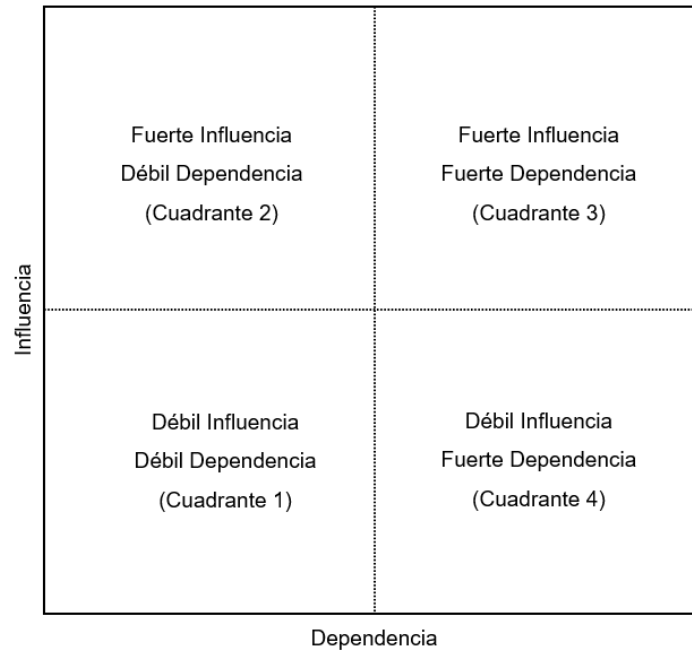 Fuerte Influencia
Débil Dependencia
(Cuadrante 2)
Fuerte Influencia
Fuerte Dependencia
(Cuadrante 3)
Influencia
Débil Influencia
Débil Dependencia
(Cuadrante 1)
Débil Influencia
Fuerte Dependencia
(Cuadrante 4)
Dependencia